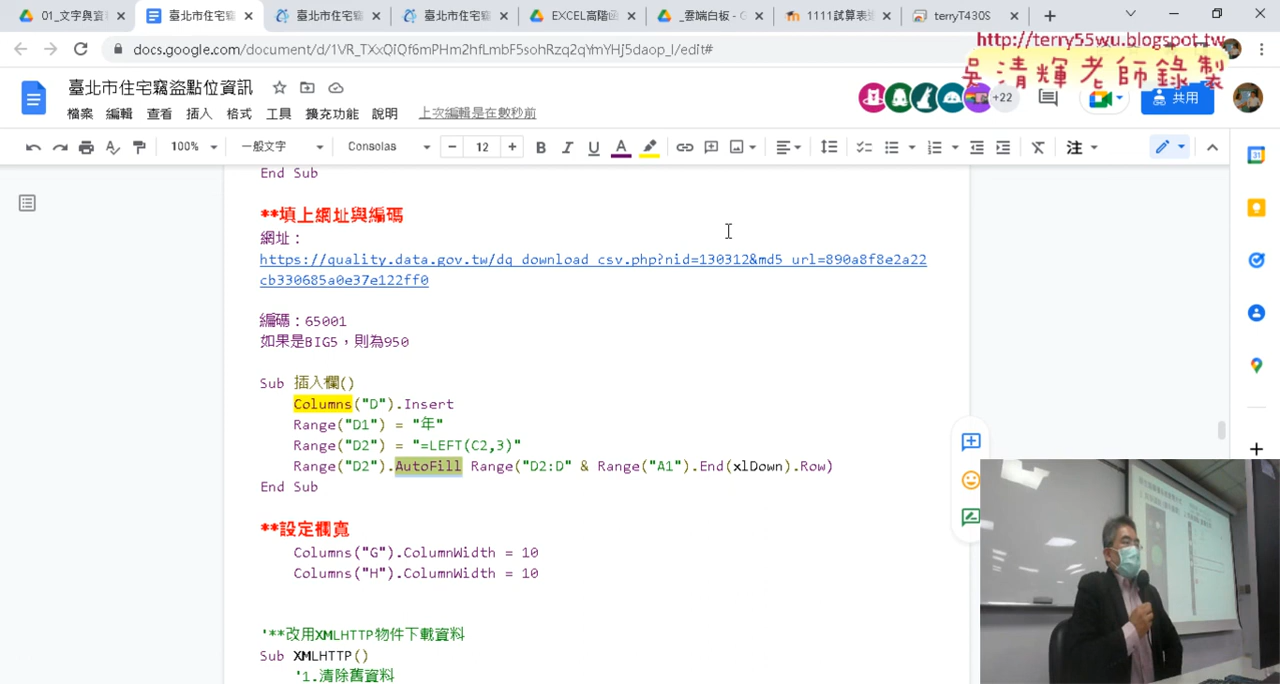 01_文字與資
臺北市住宅竊
臺北市住宅竊
臺北市住宅竊
EXCEL高階函
_雲端白板 - G
1111試算表
terryT430S
docs.google.com/document/d/1VR_TXxQiQf6mPHm2hfLmbF5sohRzq2qYmYHj5daop_I/edit#
http://terry55wu.blogspot.tw
吳清輝老師錄製
臺北市住宅竊盜點位資訊
檔案 編輯 查看 插入 格式 工具 擴充功能 說明 上次編輯是在數秒前
+22
共用
100% 一般文字 Consolas 12 B I U A 注
End Sub
**填上網址與編碼
網址：
https://quality.data.gov.tw/dq_download_csv.php?nid=130312&md5_url=890a8f8e2a22
cb330685a0e37e122ff0
編碼：65001
如果是BIG5，則為950
Sub 插入欄()
Columns("D").Insert
Range("D1") = "年"
Range("D2") = "=LEFT(C2,3)"
Range("D2").AutoFill Range("D2:D" & Range("A1").End(xlDown).Row)
End Sub
**設定欄寬
Columns("G").ColumnWidth = 10
Columns("H").ColumnWidth = 10
'**改用XMLHTTP物件下載資料
Sub XMLHTTP()
'1.清除舊資料